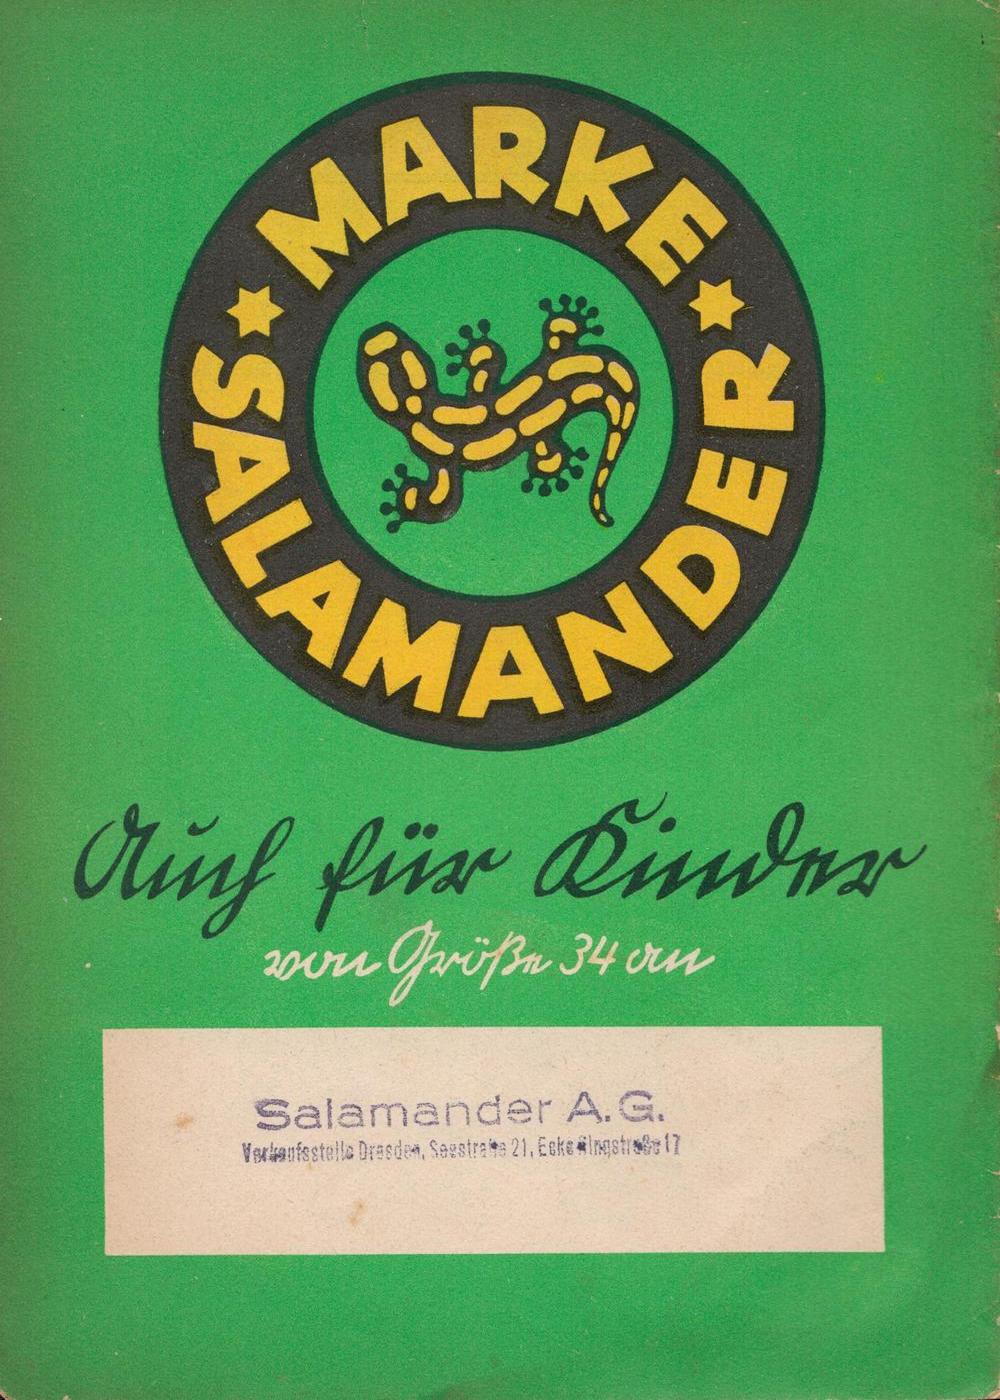 MARKE
SALAMANDER
Auch für Kinder
von Größe 34 an
Salamander A.G.
Verkaufsstelle Dresden, Seestraße 21, Ecke Ringstraße 17